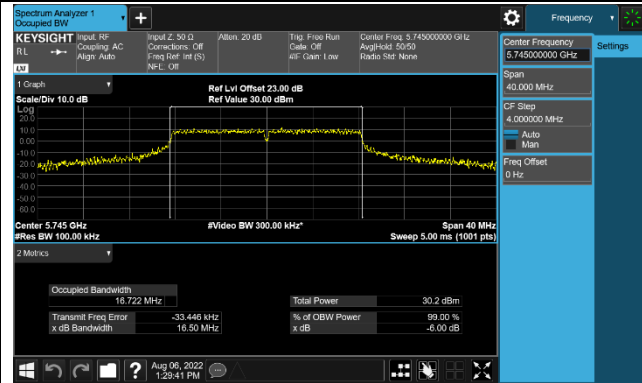 Spectrum Analyzer 1
Occupied BW
Frequency
KEYSIGHT
RL
LXI
Input: RF
Coupling: AC
Align: Auto
Input Z: 50 Ω
Corrections: Off
Freq Ref: Int (S)
NFE: Off
Atten: 20 dB
Trig: Free Run
Gate: Off
#IF Gain: Low
Center Freq: 5.745000000 GHz
Avg|Hold: 50/50
Radio Std: None
Center Frequency
5.745000000 GHz
Settings
Span
40.000 MHz
CF Step
4.000000 MHz
Auto
Man
Freq Offset
0 Hz
1 Graph
Scale/Div 10.0 dB
Ref Lvl Offset 23.00 dB
Ref Value 30.00 dBm
Log
20.0
10.0
0.00
-10.0
-20.0
-30.0
-40.0
-50.0
-60.0
Center 5.745 GHz
#Video BW 300.00 kHz*
Span 40 MHz
#Res BW 100.00 kHz
Sweep 5.00 ms (1001 pts)
2 Metrics
Occupied Bandwidth
16.722 MHz
Total Power 30.2 dBm
Transmit Freq Error -33.446 kHz
% of OBW Power 99.00 %
x dB Bandwidth 16.50 MHz
x dB -6.00 dB
?
Aug 06, 2022
1:29:41 PM